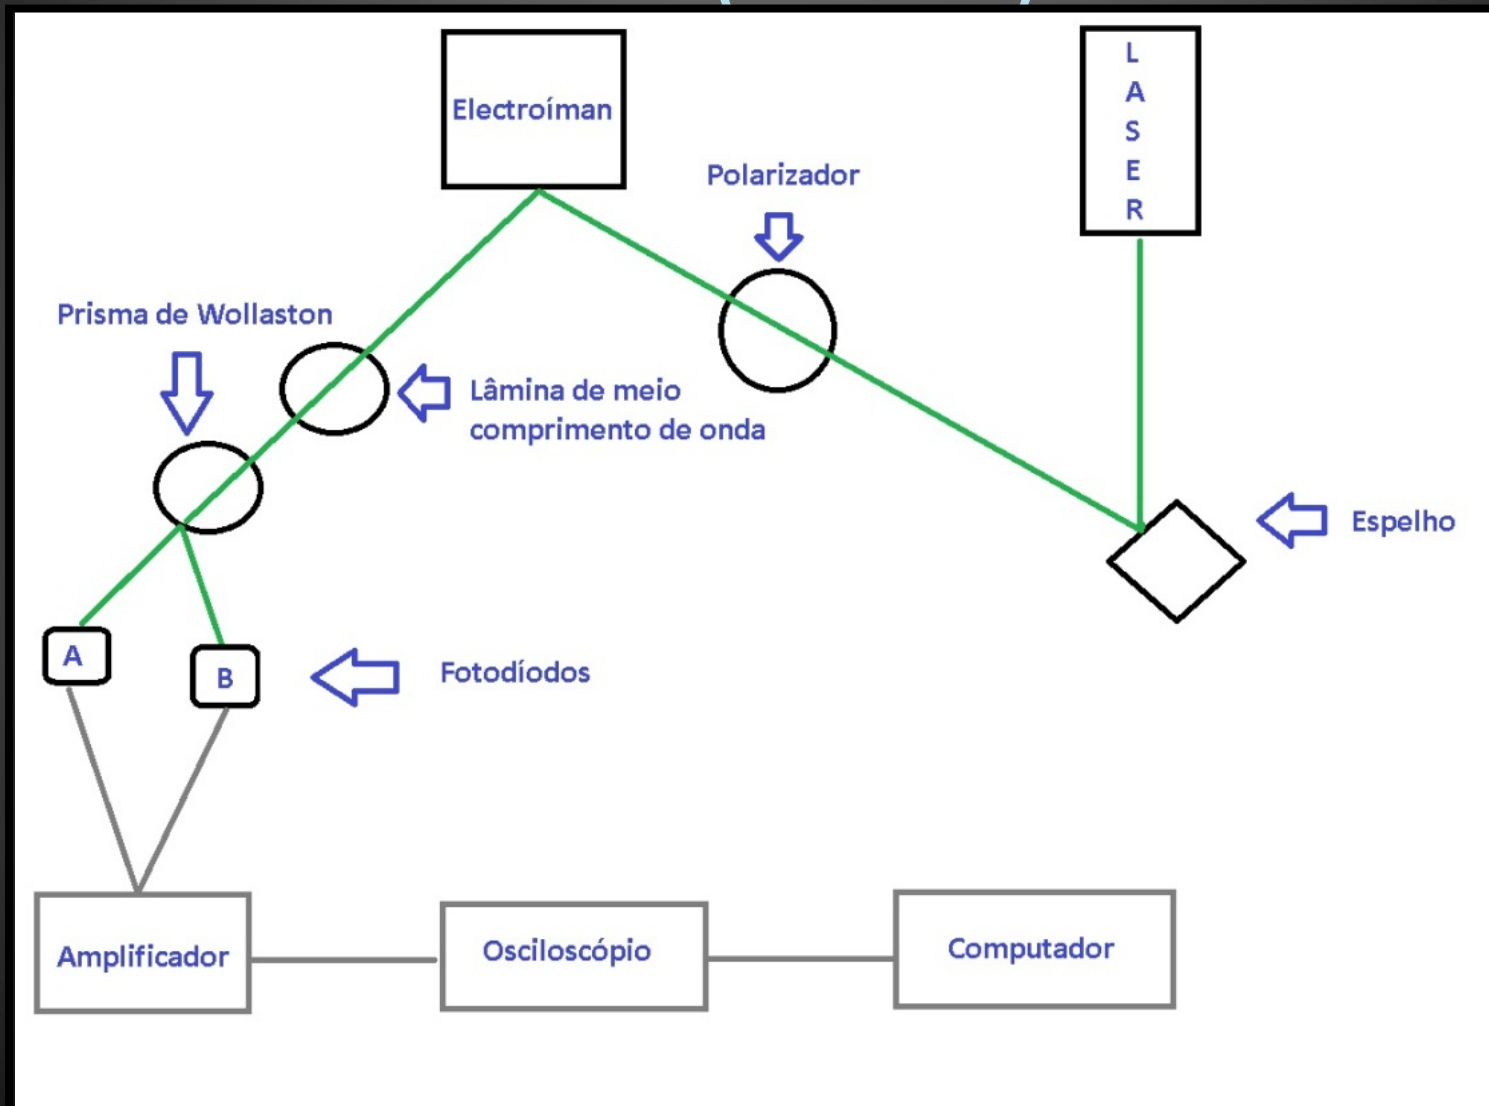 L
A
S
E
R
Electroíman
Polarizador
Prisma de Wollaston
Lâmina de meio
comprimento de onda
Espelho
A
B
Fotodíodos
Amplificador
Osciloscópio
Computador